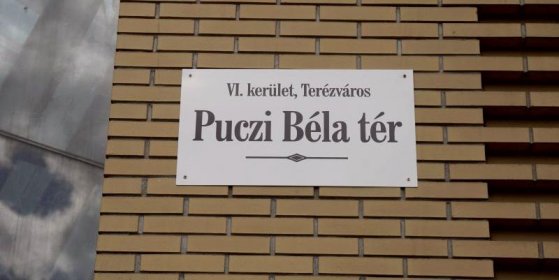 VI. kerület, Terézváros
Puczi Béla tér